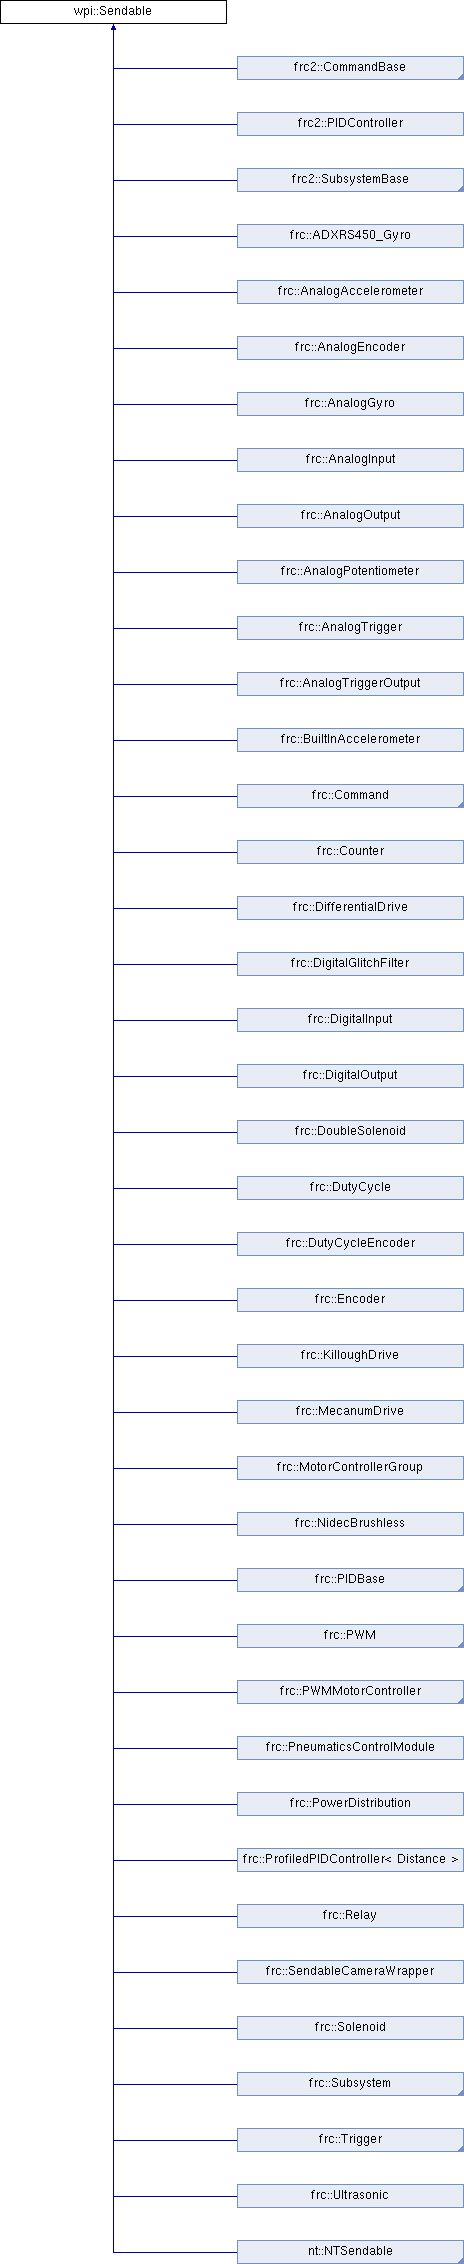 wpi::Sendable
frc2::CommandBase
frc2::PIDController
frc2::SubsystemBase
frc::ADXRS450_Gyro
frc::AnalogAccelerometer
frc::AnalogEncoder
frc::AnalogGyro
frc::AnalogInput
frc::AnalogOutput
frc::AnalogPotentiometer
frc::AnalogTrigger
frc::AnalogTriggerOutput
frc::BuiltInAccelerometer
frc::Command
frc::Counter
frc::DifferentialDrive
frc::DigitalGlitchFilter
frc::DigitalInput
frc::DigitalOutput
frc::DoubleSolenoid
frc::DutyCycle
frc::DutyCycleEncoder
frc::Encoder
frc::KilloughDrive
frc::MecanumDrive
frc::MotorControllerGroup
frc::NidecBrushless
frc::PIDBase
frc::PWM
frc::PWMMotorController
frc::PneumaticsControlModule
frc::PowerDistribution
frc::ProfiledPIDController< Distance >
frc::Relay
frc::SendableCameraWrapper
frc::Solenoid
frc::Subsystem
frc::Trigger
frc::Ultrasonic
nt::NTSendable